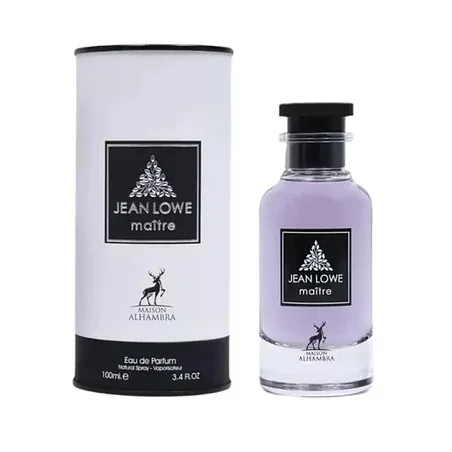 JEAN LOWE
maître
MAISON
ALHAMBRA
Eau de Parfum
Natural Spray - Vaporisateur
100ml.e 3.4 FL.OZ
JEAN LOWE
maître
MAISON
ALHAMBRA